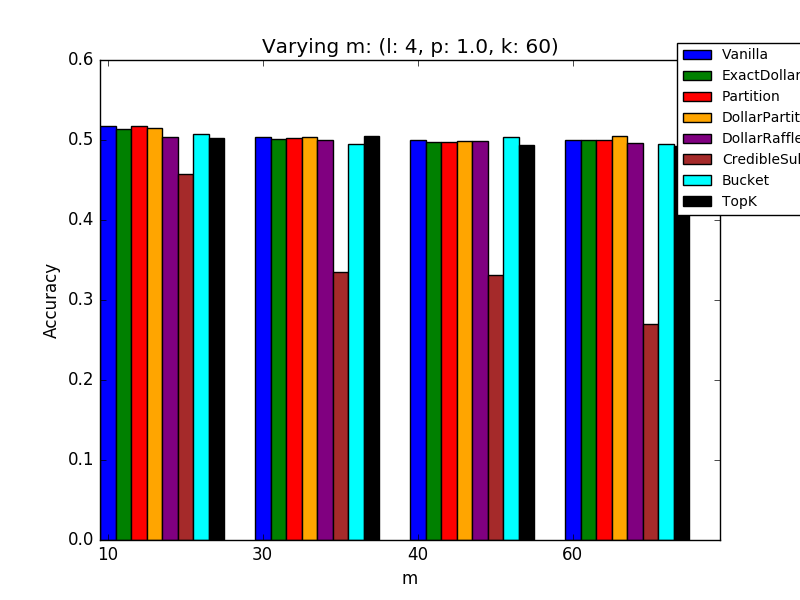 Varying m: (l: 4, p: 1.0, k: 60)
Vanilla
ExactDollar
Partition
DollarPartit
DollarRaffle
CredibleSu
Bucket
TopK
0.6
0.5
0.4
0.3
0.2
0.1
0.0
Accuracy
10 30 40 60
m